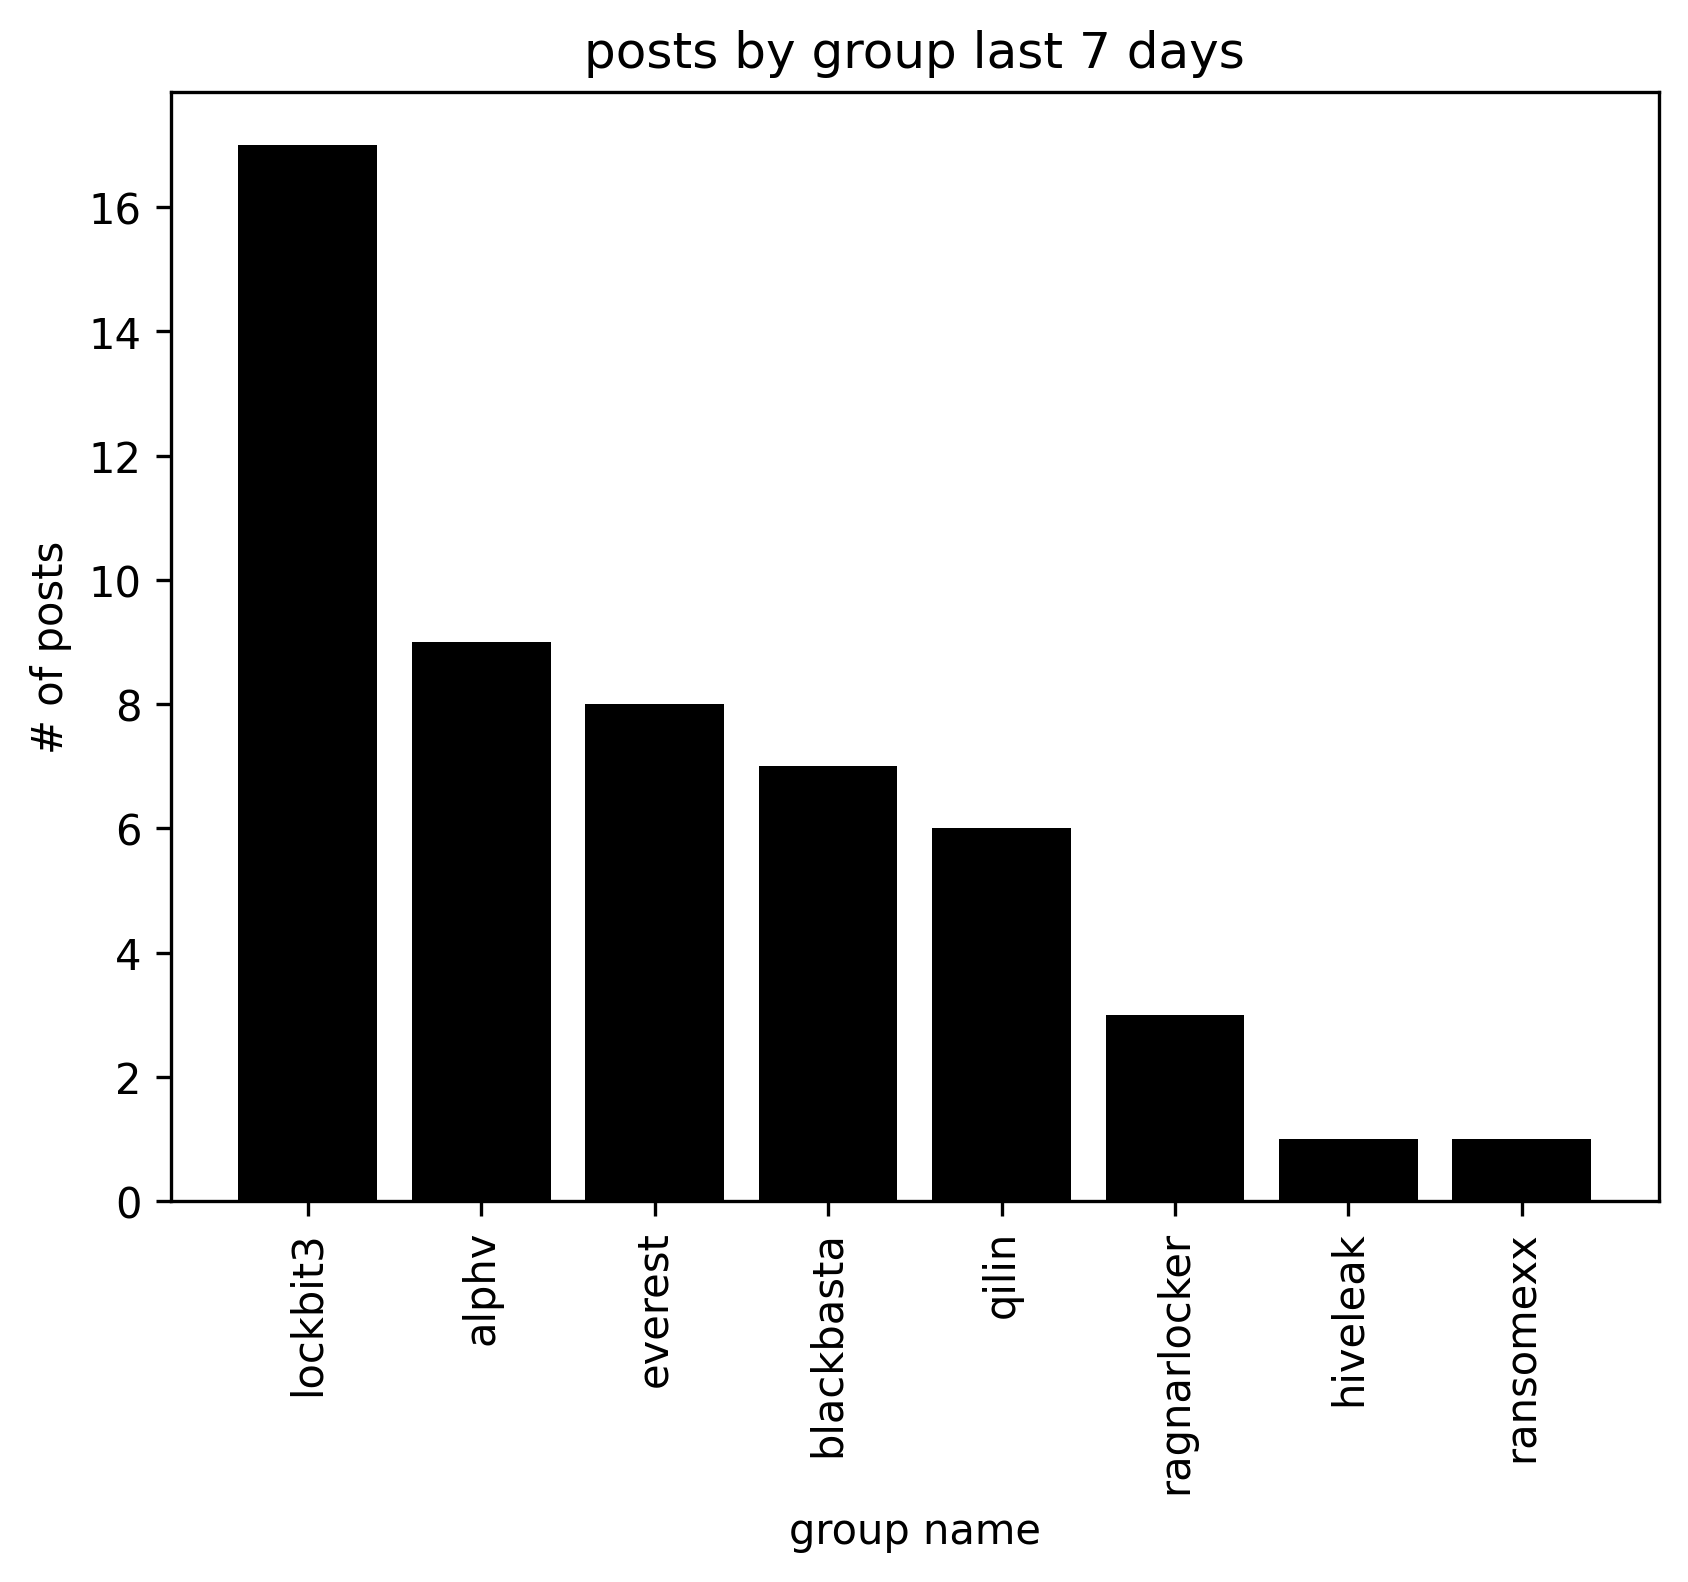 posts by group last 7 days
# of posts
16
14
12
10
8
6
4
2
0
lockbit3
alphv
everest
blackbasta
qilin
ragnarlocker
hiveleak
ransomexx
group name